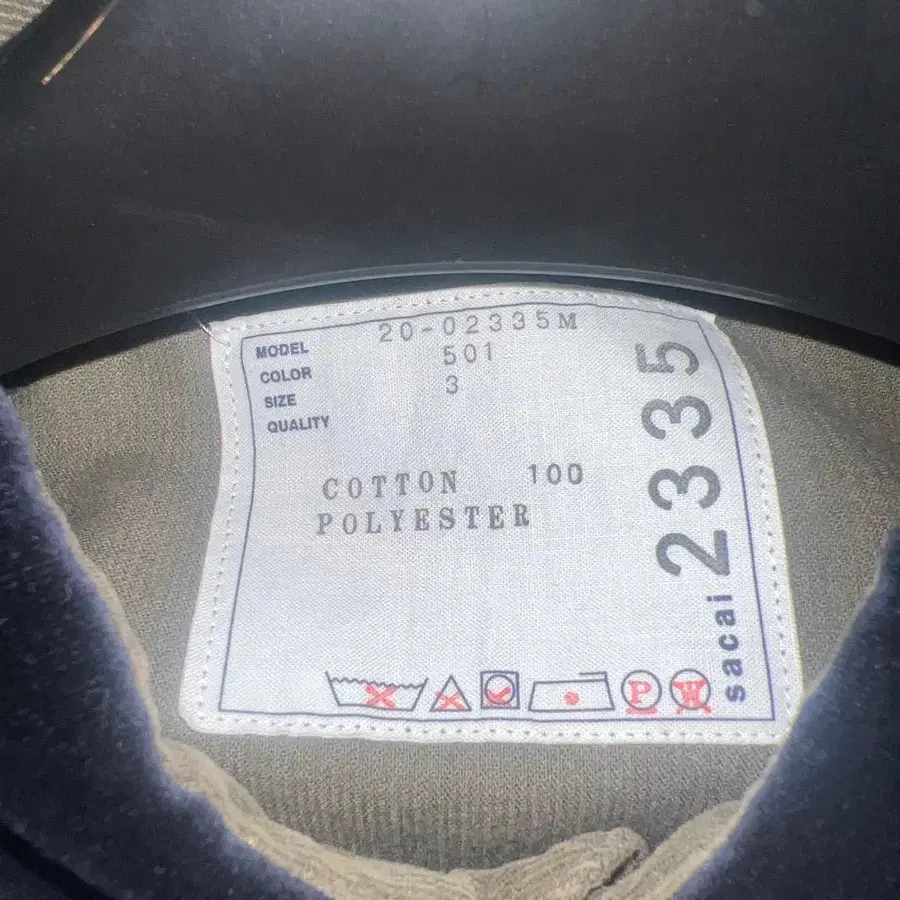 MODEL 20-02335M
COLOR 501
SIZE 3
QUALITY
COTTON 100
POLYESTER
P
W
sacai 2335